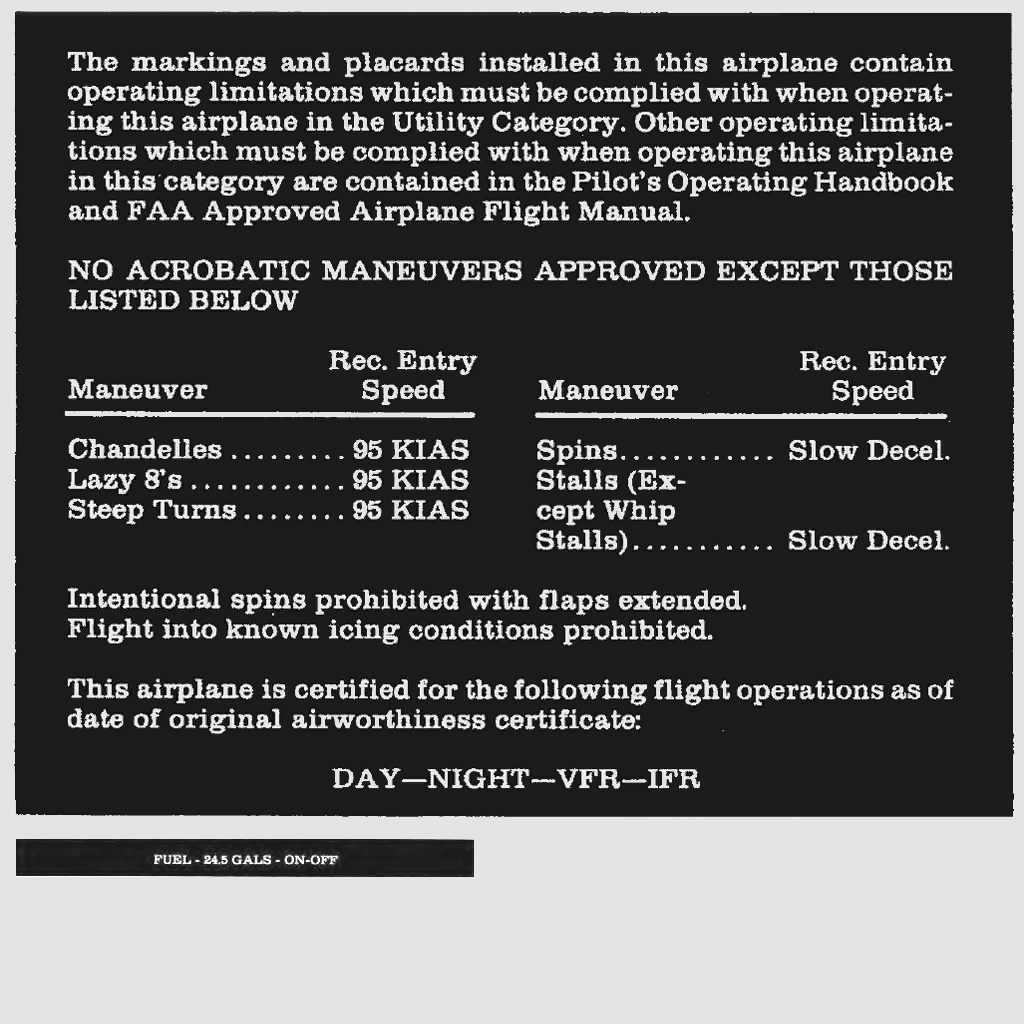 The markings and placards installed in this airplane contain
operating limitations which must be complied with when operat-
ing this airplane in the Utility Category. Other operating limita-
tions which must be complied with when operating this airplane
in this category are contained in the Pilot's Operating Handbook
and FAA Approved Airplane Flight Manual.
NO ACROBATIC MANEUVERS APPROVED EXCEPT THOSE
LISTED BELOW
Rec. Entry
Maneuver Speed
Chandelles ......... 95 KIAS
Lazy 8's ............ 95 KIAS
Steep Turns ........ 95 KIAS
Rec. Entry
Maneuver Speed
Spins............ Slow Decel.
Stalls (Ex-
cept Whip
Stalls)........... Slow Decel.
Intentional spins prohibited with flaps extended.
Flight into known icing conditions prohibited.
This airplane is certified for the following flight operations as of
date of original airworthiness certificate:
DAY—NIGHT—VFR—IFR
FUEL - 24.5 GALS - ON-OFF